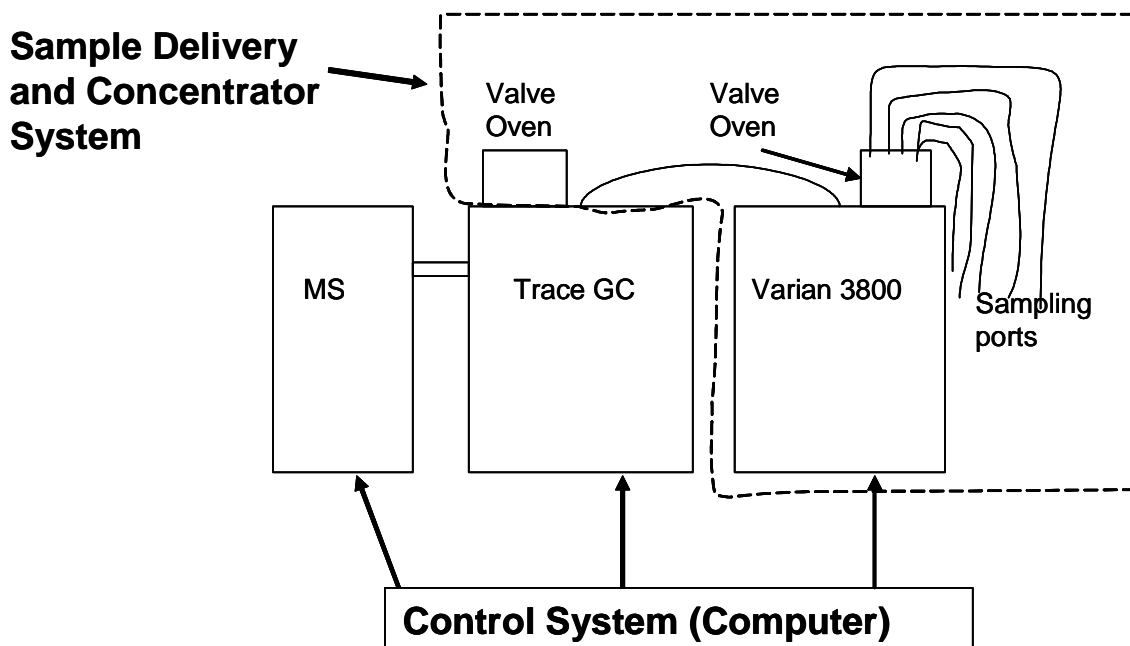 Sample Delivery
and Concentrator
System
Valve
Oven
Valve
Oven
MS
Trace GC
Varian 3800
Sampling
ports
Control System (Computer)